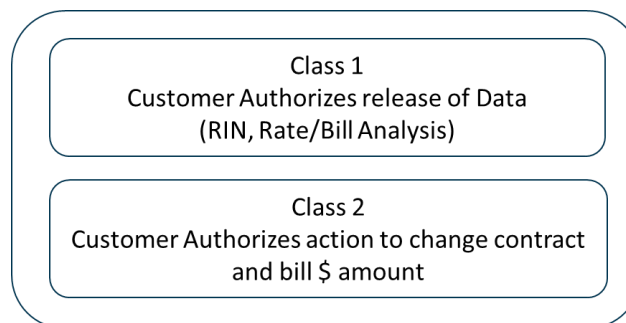 Class 1
Customer Authorizes release of Data
(RIN, Rate/Bill Analysis)
Class 2
Customer Authorizes action to change contract
and bill $ amount